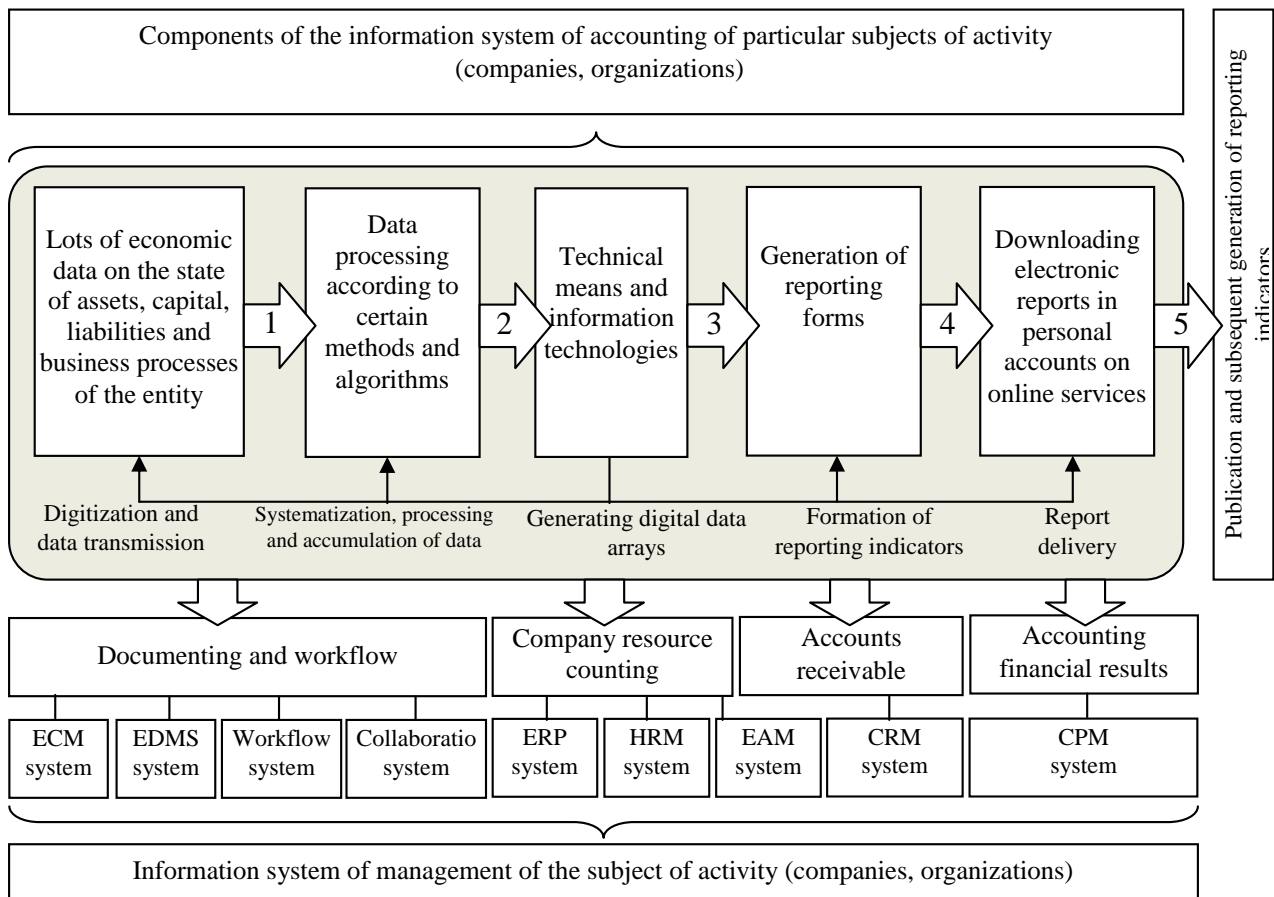 Components of the information system of accounting of particular subjects of activity
(companies, organizations)
Publication and subsequent generation of reporting
indicators
Lots of economic
data on the state
of assets, capital,
liabilities and
business processes
of the entity
1
Data
processing
according to
certain
methods and
algorithms
2
Technical
means and
information
technologies
3
Generation of
reporting
forms
4
Downloading
electronic
reports in
personal
accounts on
online services
5
Digitization and
data transmission
Systematization, processing
and accumulation of data
Generating digital data
arrays
Formation of
reporting indicators
Report
delivery
Documenting and workflow
Company resource
counting
Accounts
receivable
Accounting
financial results
ECM
system
EDMS
system
Workflow
system
Collaboratio
system
ERP
system
HRM
system
EAM
system
CRM
system
CPM
system
Information system of management of the subject of activity (companies, organizations)